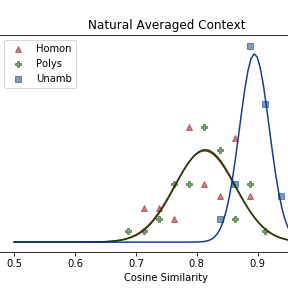 Natural Averaged Context
Homon
Polys
Unamb
0.5 0.6 0.7 0.8 0.9
Cosine Similarity